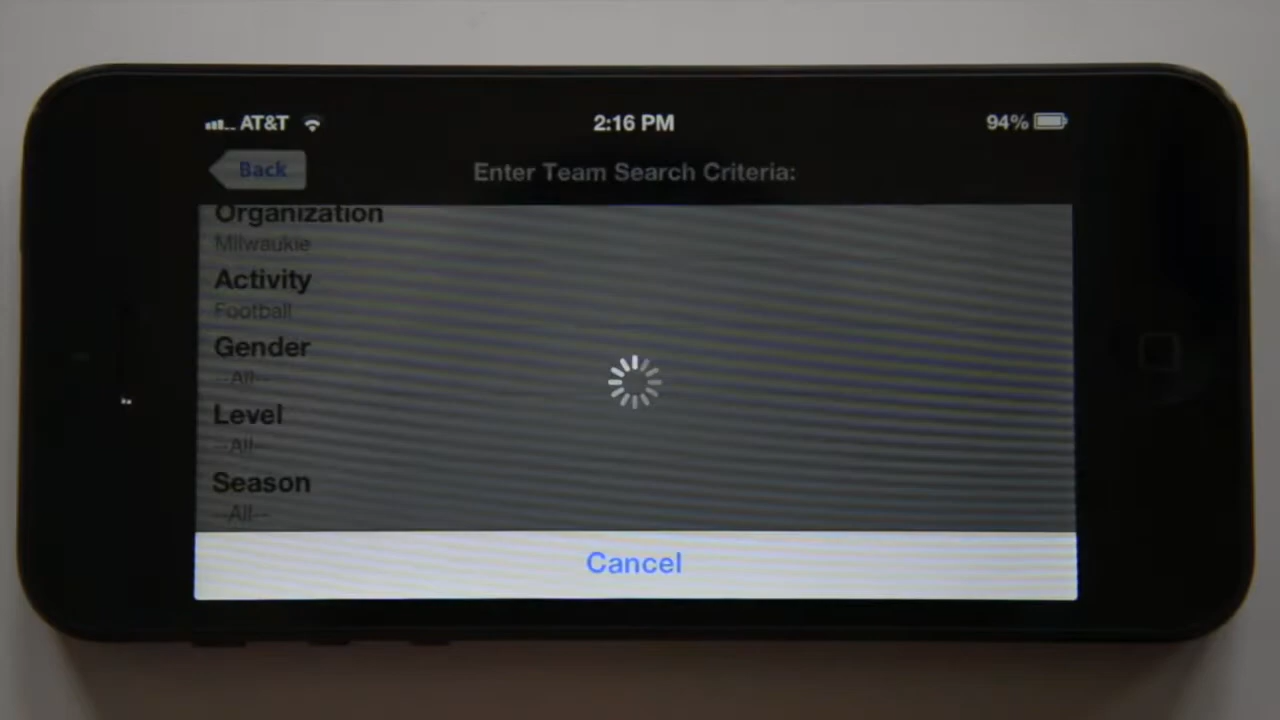 AT&T 2:16 PM 94%
Back Enter Team Search Criteria:
Organization
Milwaukie
Activity
Football
Gender
--All--
Level
--All--
Season
--All--
Cancel